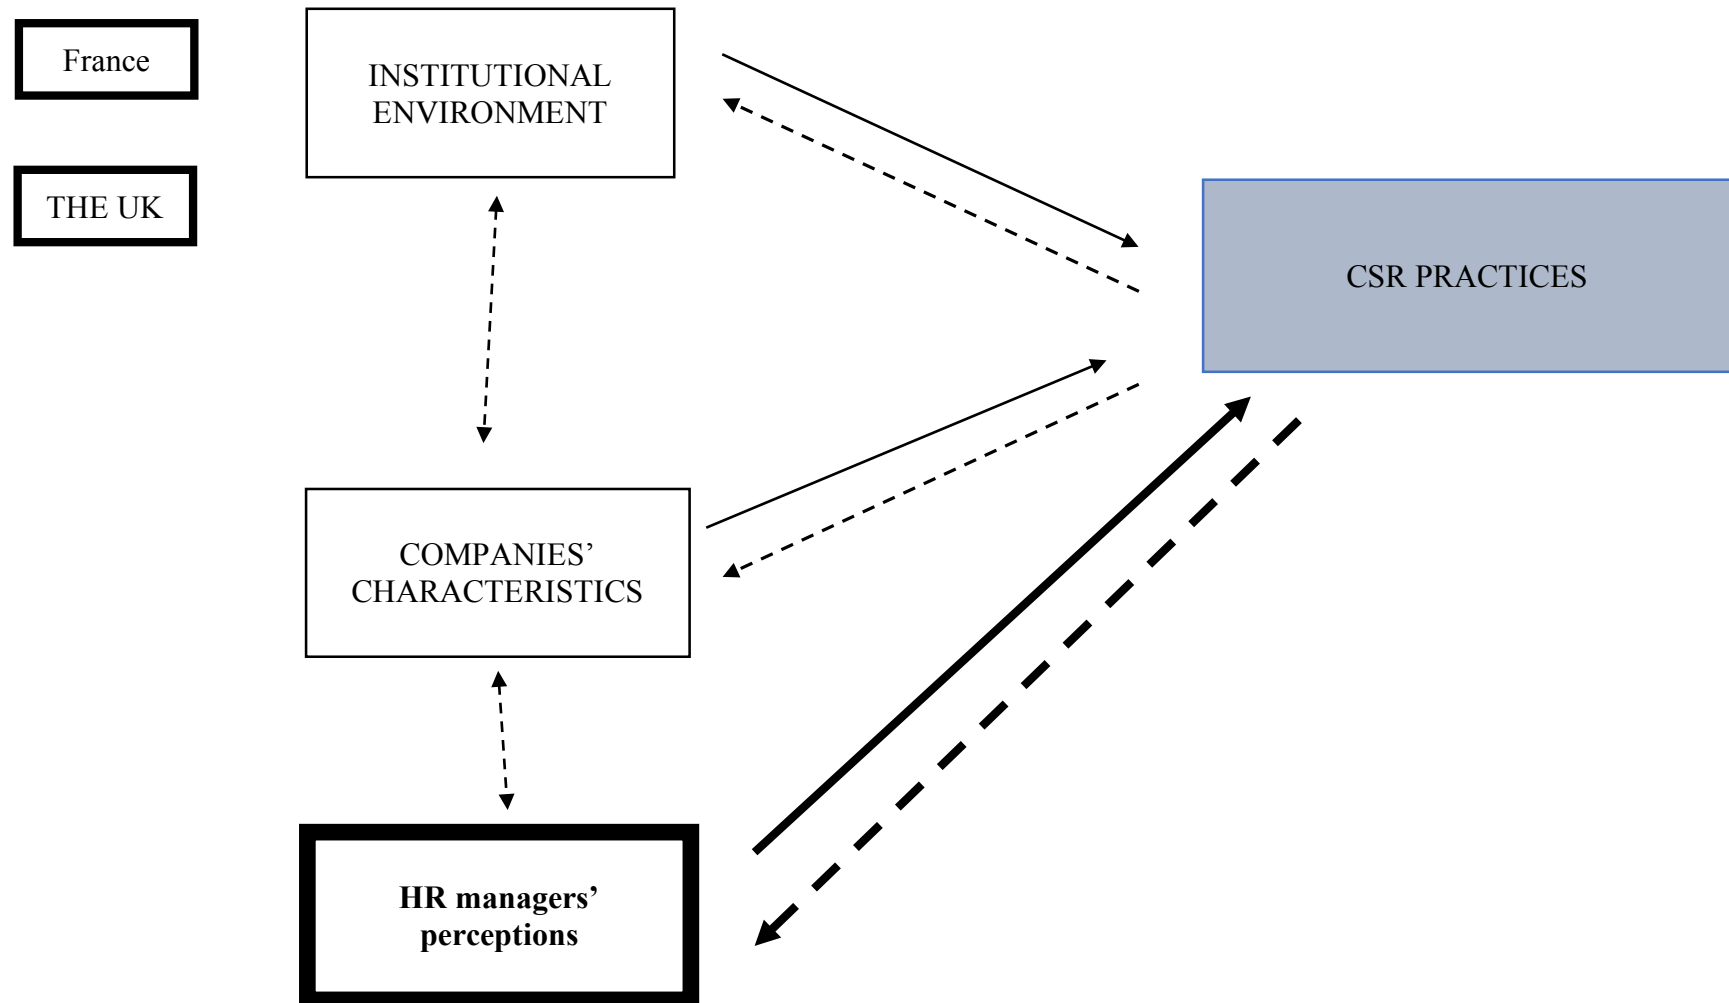 France
THE UK
INSTITUTIONAL
ENVIRONMENT
CSR PRACTICES
COMPANIES’
CHARACTERISTICS
HR managers’
perceptions